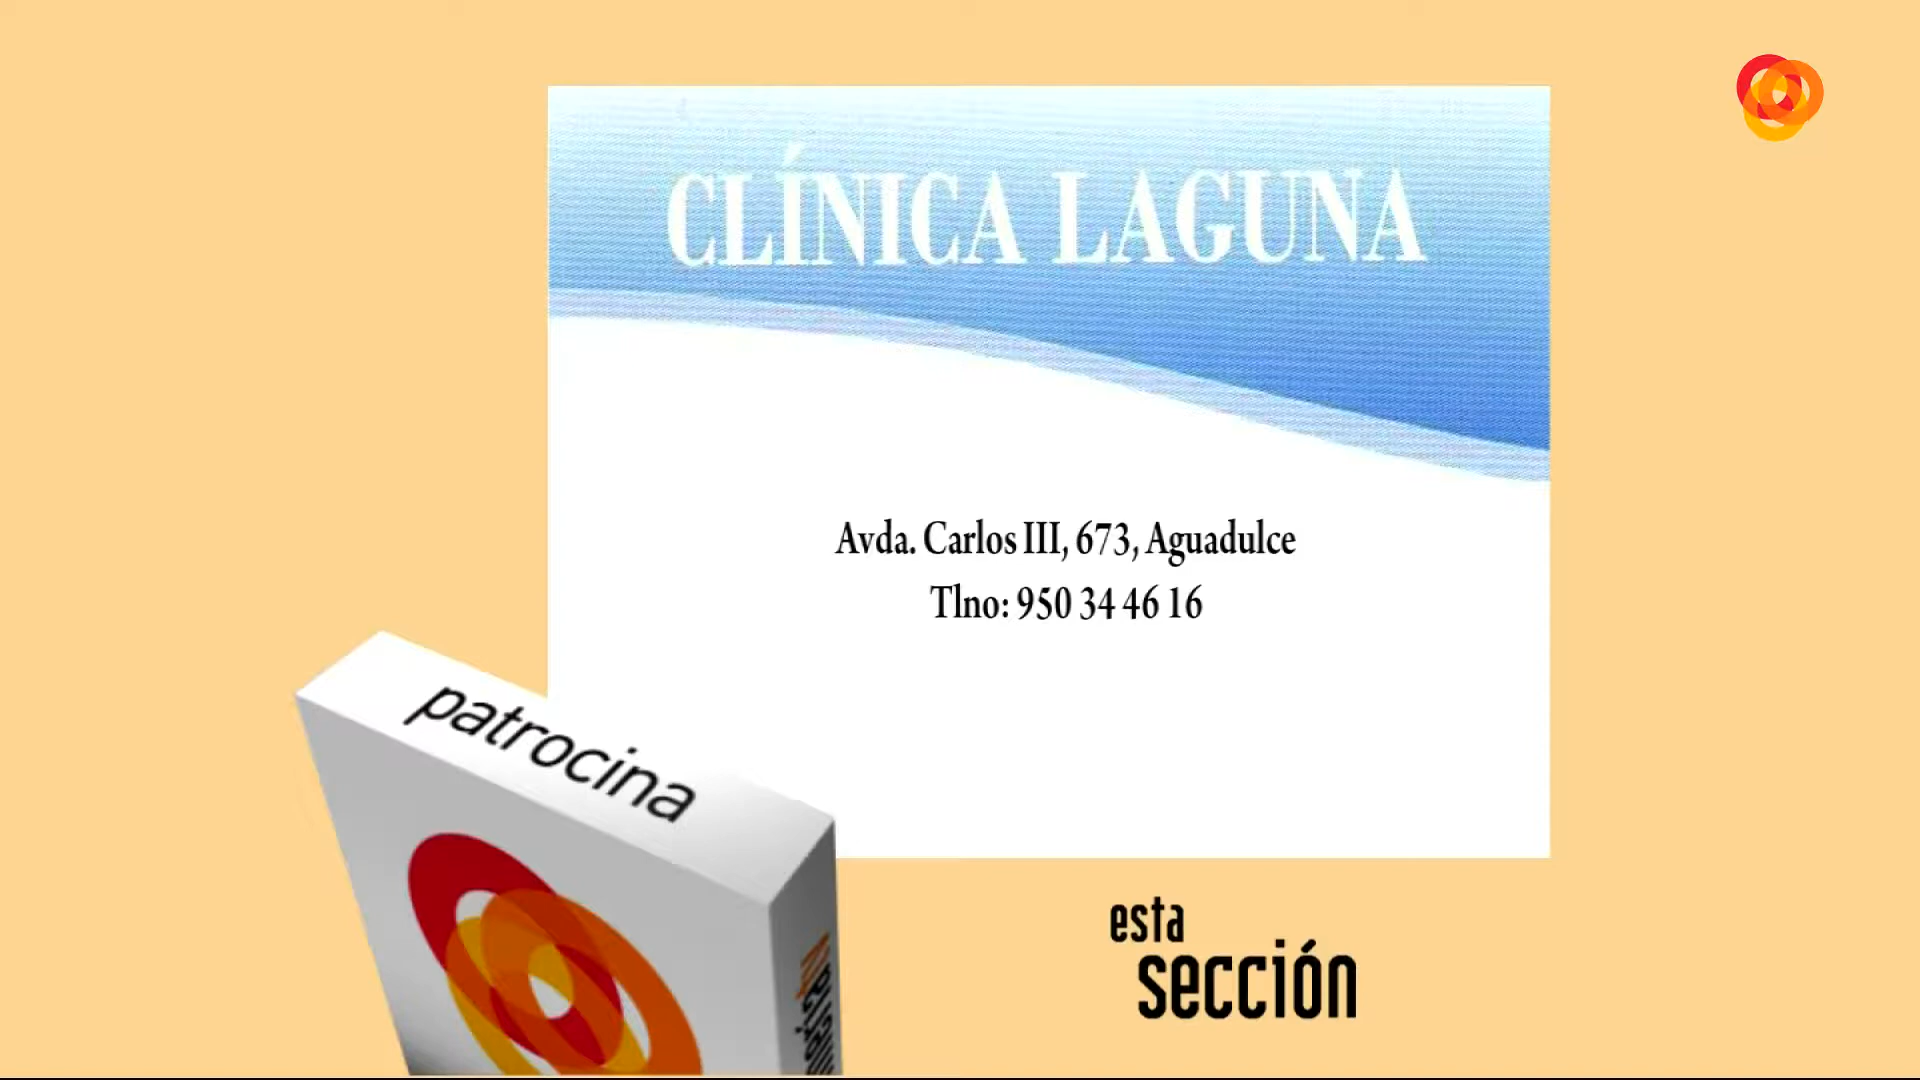 CLÍNICA LAGUNA
Avda. Carlos III, 673, Aguadulce
Tlno: 950 34 46 16
patrocina
esta
sección